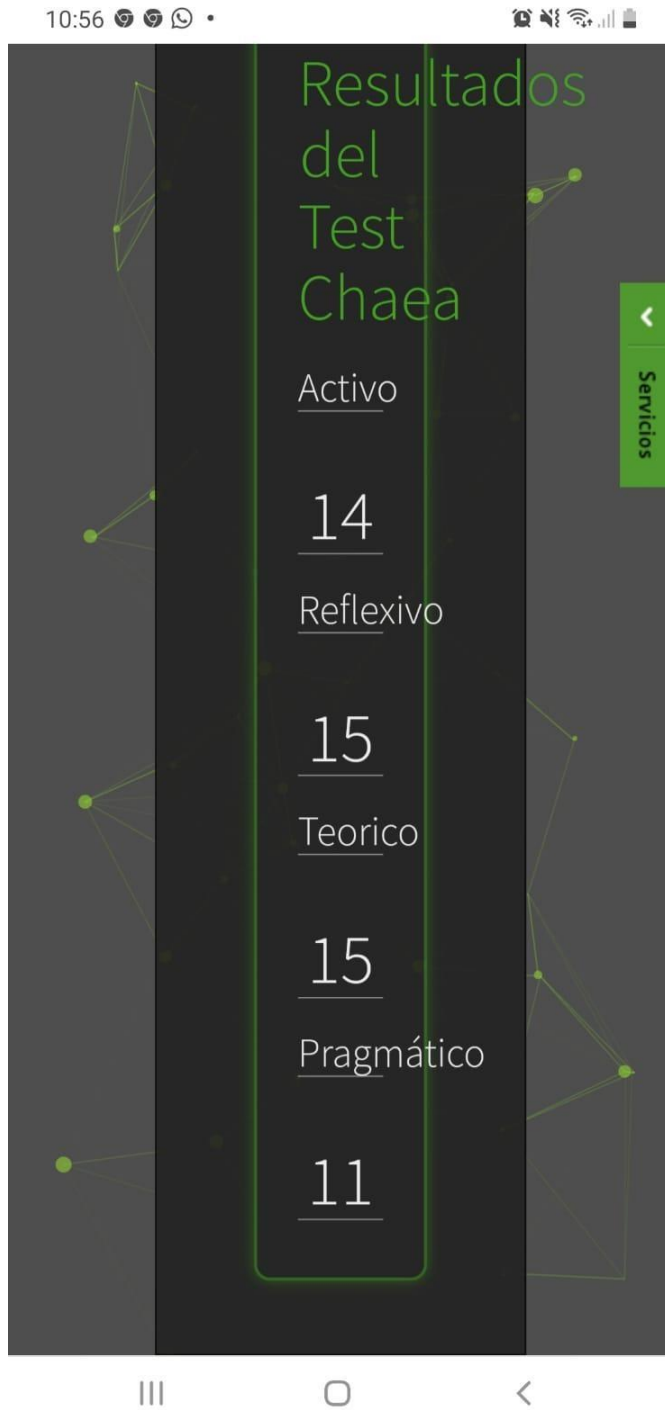 10:56
Resultados
del
Test
Chaea
Servicios
Activo
14
Reflexivo
15
Teorico
15
Pragmático
11